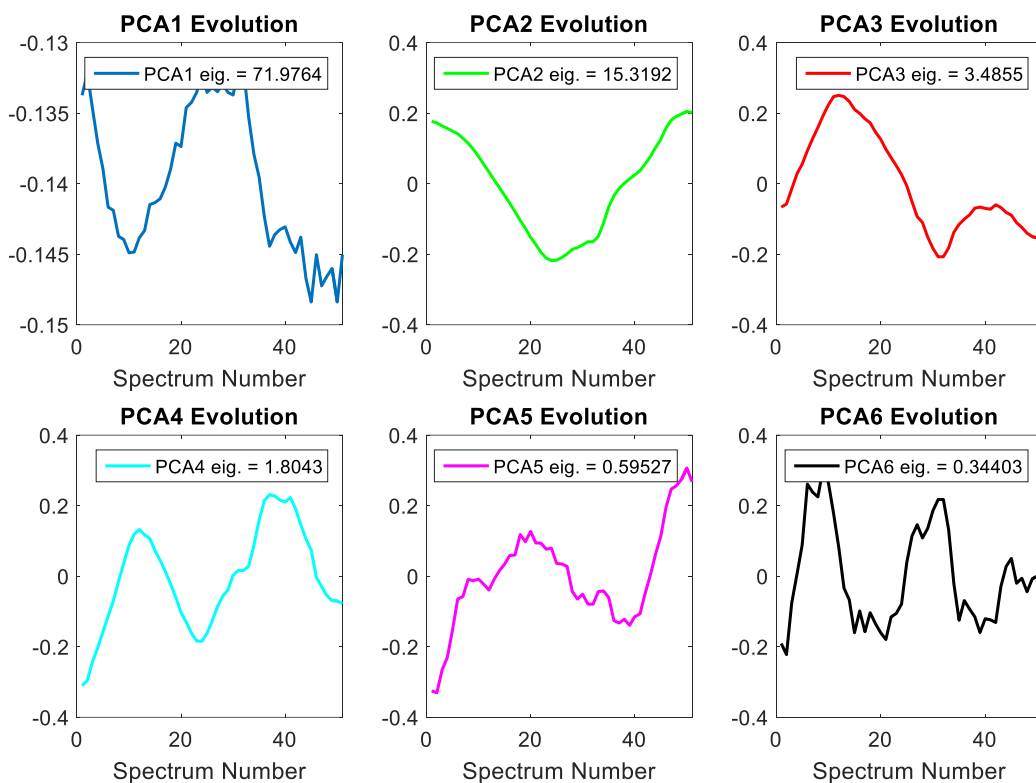 PCA1 Evolution
-0.13
-0.135
-0.14
-0.145
-0.15
PCA1 eig. = 71.9764
0
20
40
Spectrum Number
PCA2 Evolution
0.4
0.2
0
-0.2
-0.4
PCA2 eig. = 15.3192
0
20
40
Spectrum Number
PCA3 Evolution
0.4
0.2
0
-0.2
-0.4
PCA3 eig. = 3.4855
0
20
40
Spectrum Number
PCA4 Evolution
0.4
0.2
0
-0.2
-0.4
PCA4 eig. = 1.8043
0
20
40
Spectrum Number
PCA5 Evolution
0.4
0.2
0
-0.2
-0.4
PCA5 eig. = 0.59527
0
20
40
Spectrum Number
PCA6 Evolution
0.4
0.2
0
-0.2
-0.4
PCA6 eig. = 0.34403
0
20
40
Spectrum Number